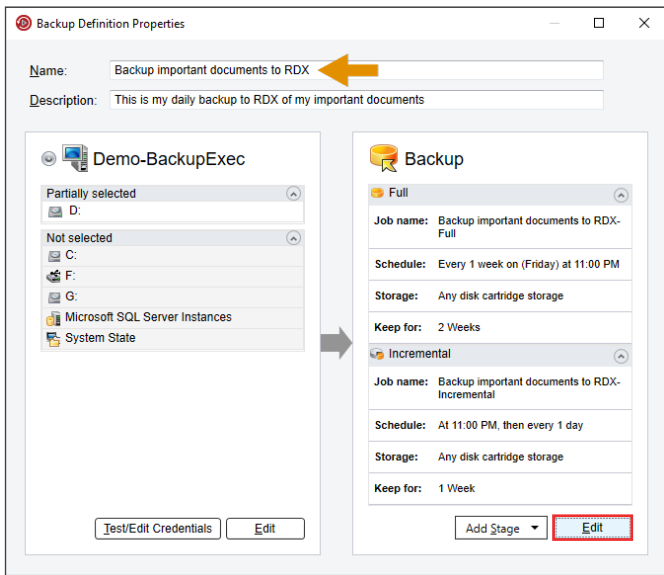 Backup Definition Properties
Name: Backup important documents to RDX
Description: This is my daily backup to RDX of my important documents
Demo-BackupExec
Partially selected
D:
Not selected
C:
F:
G:
Microsoft SQL Server Instances
System State
Test/Edit Credentials
Edit
Backup
Full
Job name: Backup important documents to RDX-
Full
Schedule: Every 1 week on (Friday) at 11:00 PM
Storage: Any disk cartridge storage
Keep for: 2 Weeks
Incremental
Job name: Backup important documents to RDX-
Incremental
Schedule: At 11:00 PM, then every 1 day
Storage: Any disk cartridge storage
Keep for: 1 Week
Add Stage
Edit